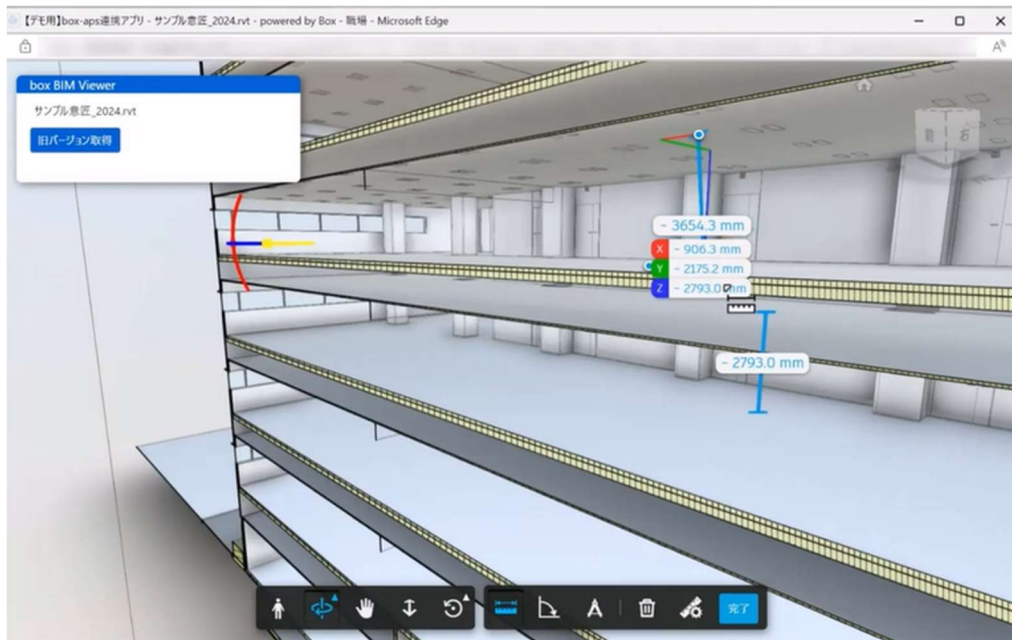 【デモ用】box-aps連携アプリ - サンプル意匠_2024.rvt - powered by Box - 職場 - Microsoft Edge
box BIM Viewer
サンプル意匠_2024.rvt
旧バージョン取得
前 右
~ 3654.3 mm
X ~ 906.3 mm
Y ~ 2175.2 mm
Z ~ 2793.0 mm
~ 2793.0 mm
完了